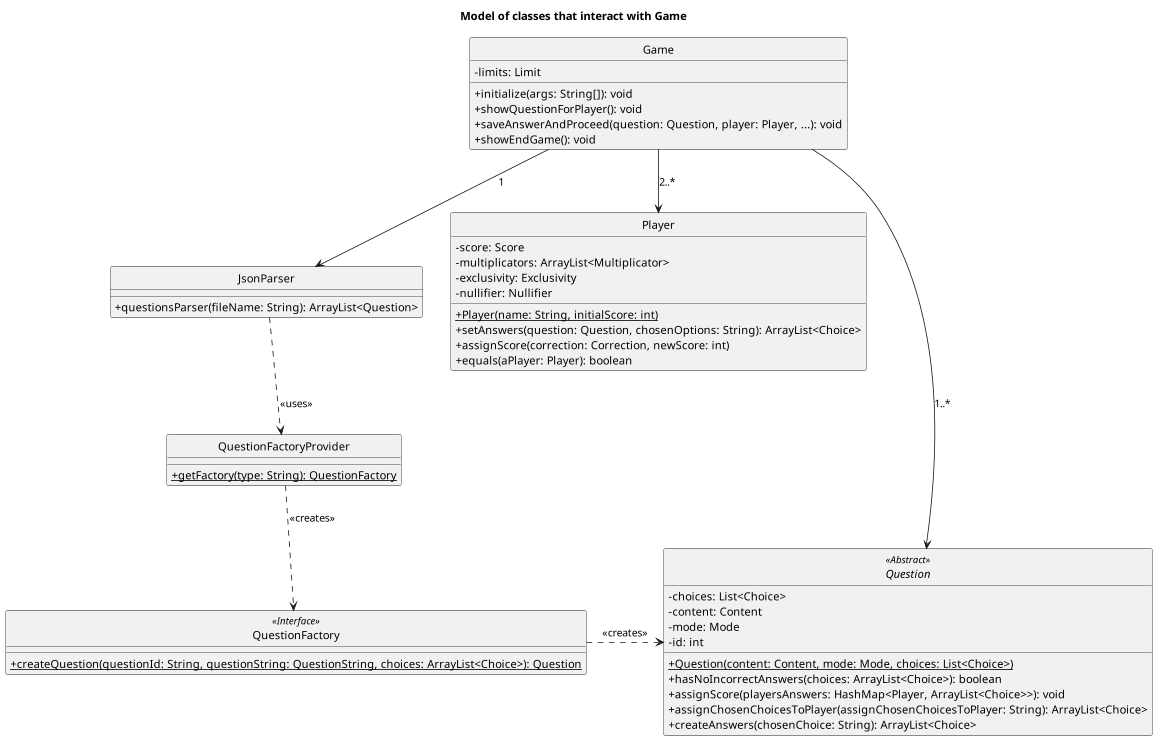 Model of classes that interact with Game
Game
-limits: Limit
+initialize(args: String[]): void
+showQuestionForPlayer(): void
+saveAnswerAndProceed(question: Question, player: Player, ...): void
+showEndGame(): void
1
2..*
Player
-score: Score
-multiplicators: ArrayList<Multiplicator>
-exclusivity: Exclusivity
-nullifier: Nullifier
+Player(name: String, initialScore: int)
+setAnswers(question: Question, chosenOptions: String): ArrayList<Choice>
+assignScore(correction: Correction, newScore: int)
+equals(aPlayer: Player): boolean
JsonParser
+questionsParser(fileName: String): ArrayList<Question>
«uses»
1..*
QuestionFactoryProvider
+getFactory(type: String): QuestionFactory
«creates»
«Interface»
QuestionFactory
+createQuestion(questionId: String, questionString: QuestionString, choices: ArrayList<Choice>): Question
«creates»
«Abstract»
Question
-choices: List<Choice>
-content: Content
-mode: Mode
-id: int
+Question(content: Content, mode: Mode, choices: List<Choice>)
+hasNoIncorrectAnswers(choices: ArrayList<Choice>): boolean
+assignScore(playersAnswers: HashMap<Player, ArrayList<Choice>>): void
+assignChosenChoicesToPlayer(assignChosenChoicesToPlayer: String): ArrayList<Choice>
+createAnswers(chosenChoice: String): ArrayList<Choice>